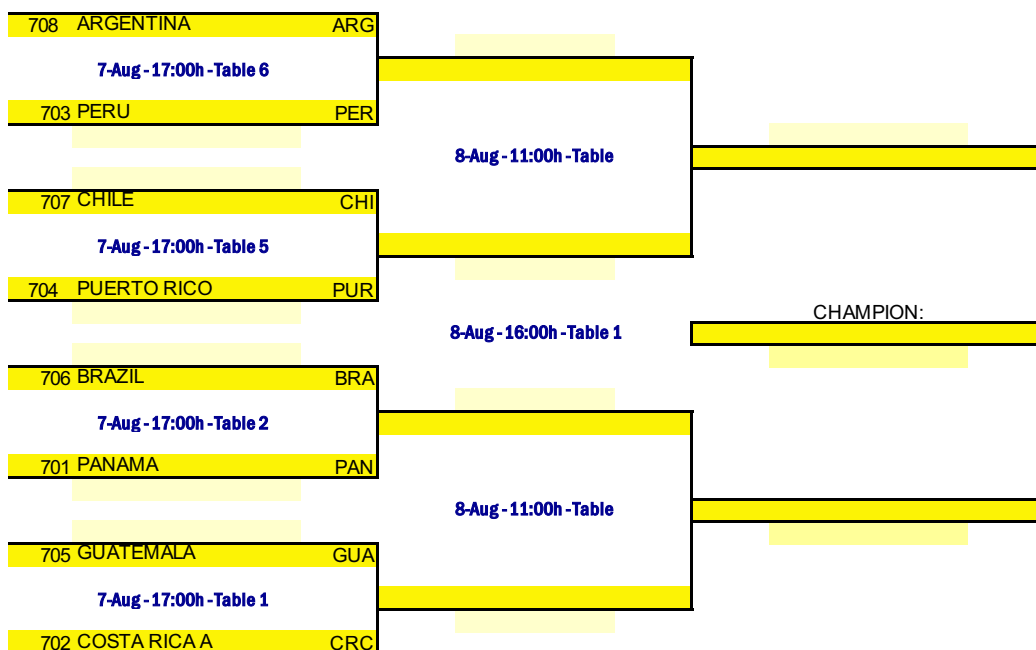 708 ARGENTINA ARG
7-Aug - 17:00h - Table 6
703 PERU PER
8-Aug - 11:00h - Table
707 CHILE CHI
7-Aug - 17:00h - Table 5
704 PUERTO RICO PUR
CHAMPION:
8-Aug - 16:00h - Table 1
706 BRAZIL BRA
7-Aug - 17:00h - Table 2
701 PANAMA PAN
8-Aug - 11:00h - Table
705 GUATEMALA GUA
7-Aug - 17:00h - Table 1
702 COSTA RICA A CRC